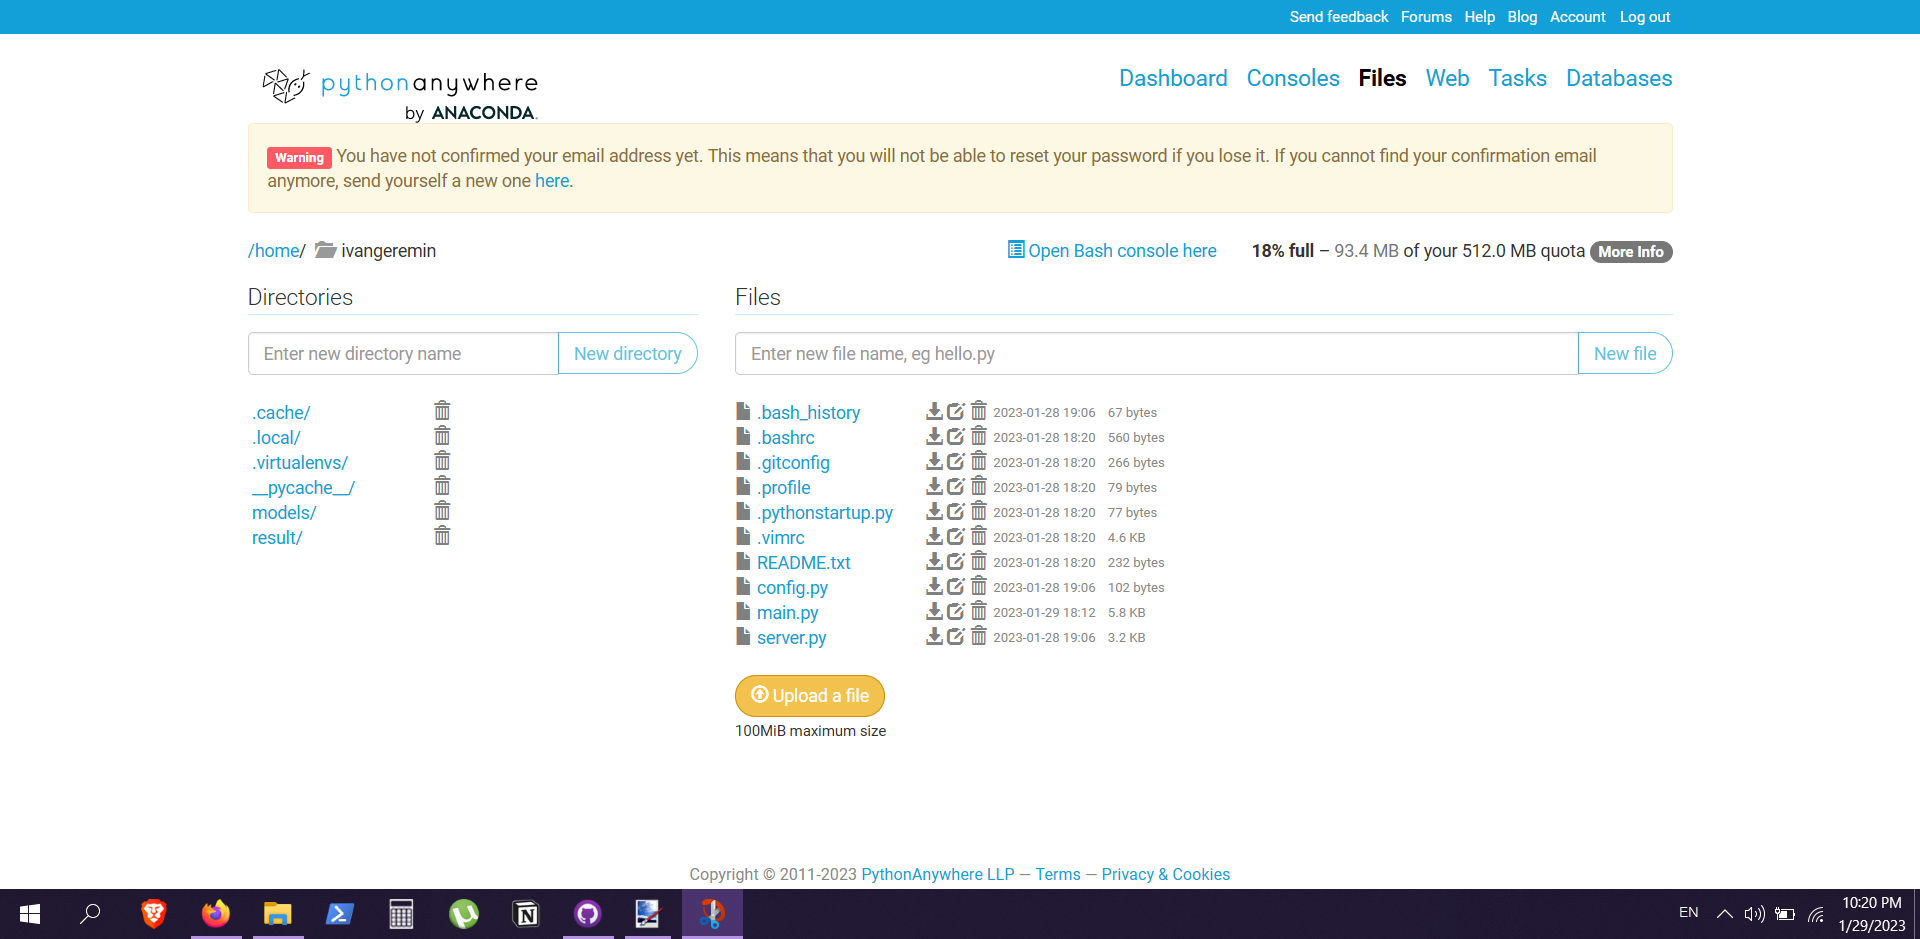 Send feedback Forums Help Blog Account Log out
pythonanywhere
by ANACONDA.
Dashboard Consoles Files Web Tasks Databases
Warning You have not confirmed your email address yet. This means that you will not be able to reset your password if you lose it. If you cannot find your confirmation email
anymore, send yourself a new one here.
/home/ ivangeremin
Open Bash console here 18% full – 93.4 MB of your 512.0 MB quota More Info
Directories
Enter new directory name New directory
.cache/
.local/
.virtualenvs/
__pycache__/
models/
result/
Files
Enter new file name, eg hello.py New file
.bash_history 2023-01-28 19:06 67 bytes
.bashrc 2023-01-28 18:20 560 bytes
.gitconfig 2023-01-28 18:20 266 bytes
.profile 2023-01-28 18:20 79 bytes
.pythonstartup.py 2023-01-28 18:20 77 bytes
.vimrc 2023-01-28 18:20 4.6 KB
README.txt 2023-01-28 18:20 232 bytes
config.py 2023-01-28 19:06 102 bytes
main.py 2023-01-29 18:12 5.8 KB
server.py 2023-01-28 19:06 3.2 KB
Upload a file
100MiB maximum size
Copyright © 2011-2023 PythonAnywhere LLP — Terms — Privacy & Cookies
EN
10:20 PM
1/29/2023